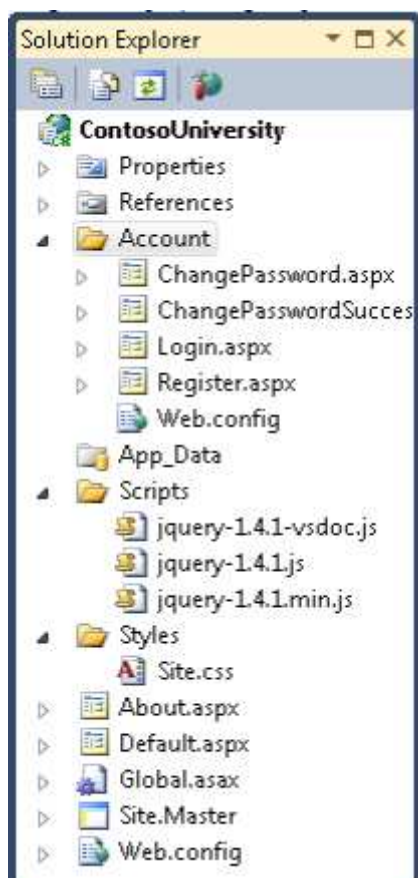 Solution Explorer
ContosoUniversity
Properties
References
Account
ChangePassword.aspx
ChangePasswordSucces
Login.aspx
Register.aspx
Web.config
App_Data
Scripts
jquery-1.4.1-vsdoc.js
jquery-1.4.1.js
jquery-1.4.1.min.js
Styles
Site.css
About.aspx
Default.aspx
Global.asax
Site.Master
Web.config